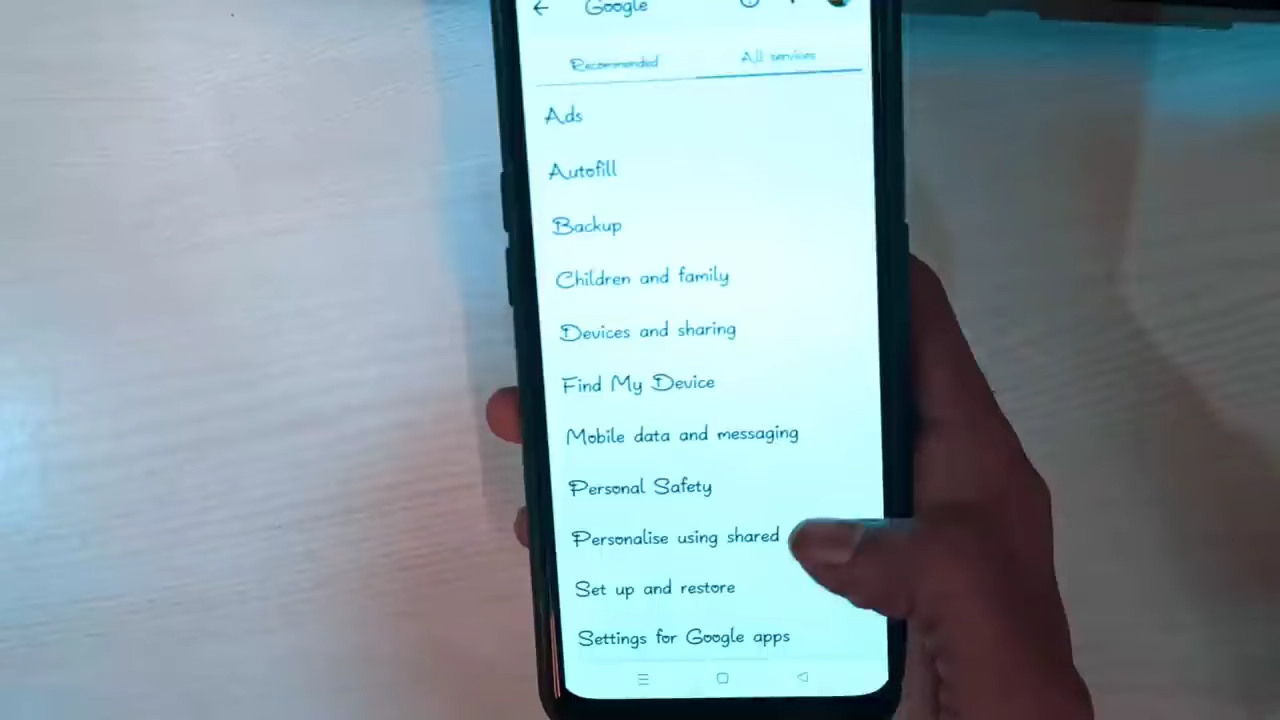 Google
Recommended All services
Ads
Autofill
Backup
Children and family
Devices and sharing
Find My Device
Mobile data and messaging
Personal Safety
Personalise using shared
Set up and restore
Settings for Google apps